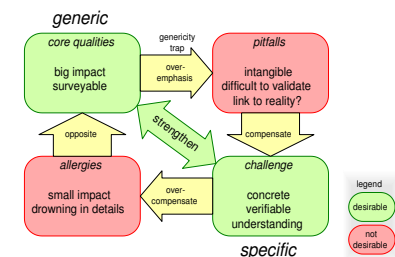 generic
core qualities
big impact
surveyable
genericity
trap
over-
emphasis
pitfalls
intangible
difficult to validate
link to reality?
opposite
strengthen
compensate
allergies
small impact
drowning in details
over-
compensate
challenge
concrete
verifiable
understanding
specific
legend
desirable
not
desirable